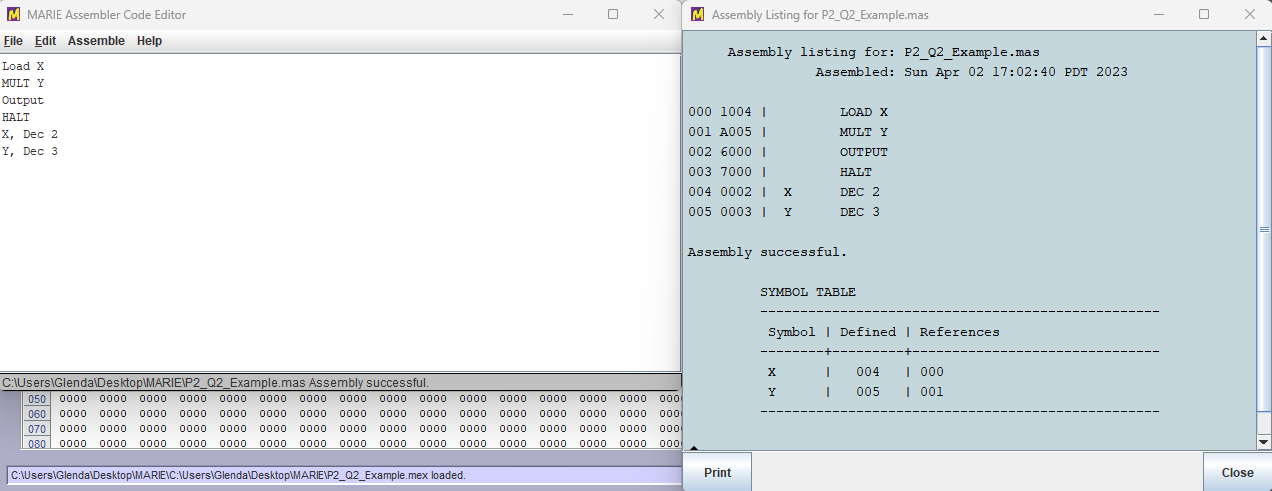 MARIE Assembler Code Editor
File Edit Assemble Help
Load X
MULT Y
Output
HALT
X, Dec 2
Y, Dec 3
C:\Users\Glenda\Desktop\MARIE\P2_Q2_Example.mas Assembly successful.
050 0000 0000 0000 0000 0000 0000 0000 0000 0000 0000 0000 0000 0000 0000 0000 000
060 0000 0000 0000 0000 0000 0000 0000 0000 0000 0000 0000 0000 0000 0000 0000 000
070 0000 0000 0000 0000 0000 0000 0000 0000 0000 0000 0000 0000 0000 0000 0000 000
080 0000 0000 0000 0000 0000 0000 0000 0000 0000 0000 0000 0000 0000 0000 0000 000
C:\Users\Glenda\Desktop\MARIE\C:\Users\Glenda\Desktop\MARIE\P2_Q2_Example.mex loaded.
Assembly Listing for P2_Q2_Example.mas
Assembly listing for: P2_Q2_Example.mas
Assembled: Sun Apr 02 17:02:40 PDT 2023
000 1004 | LOAD X
001 A005 | MULT Y
002 6000 | OUTPUT
003 7000 | HALT
004 0002 | X DEC 2
005 0003 | Y DEC 3
Assembly successful.
SYMBOL TABLE
-------------------------------------------------
Symbol | Defined | References
--------+---------+-------------------------------
X | 004 | 000
Y | 005 | 001
-------------------------------------------------
Print Close